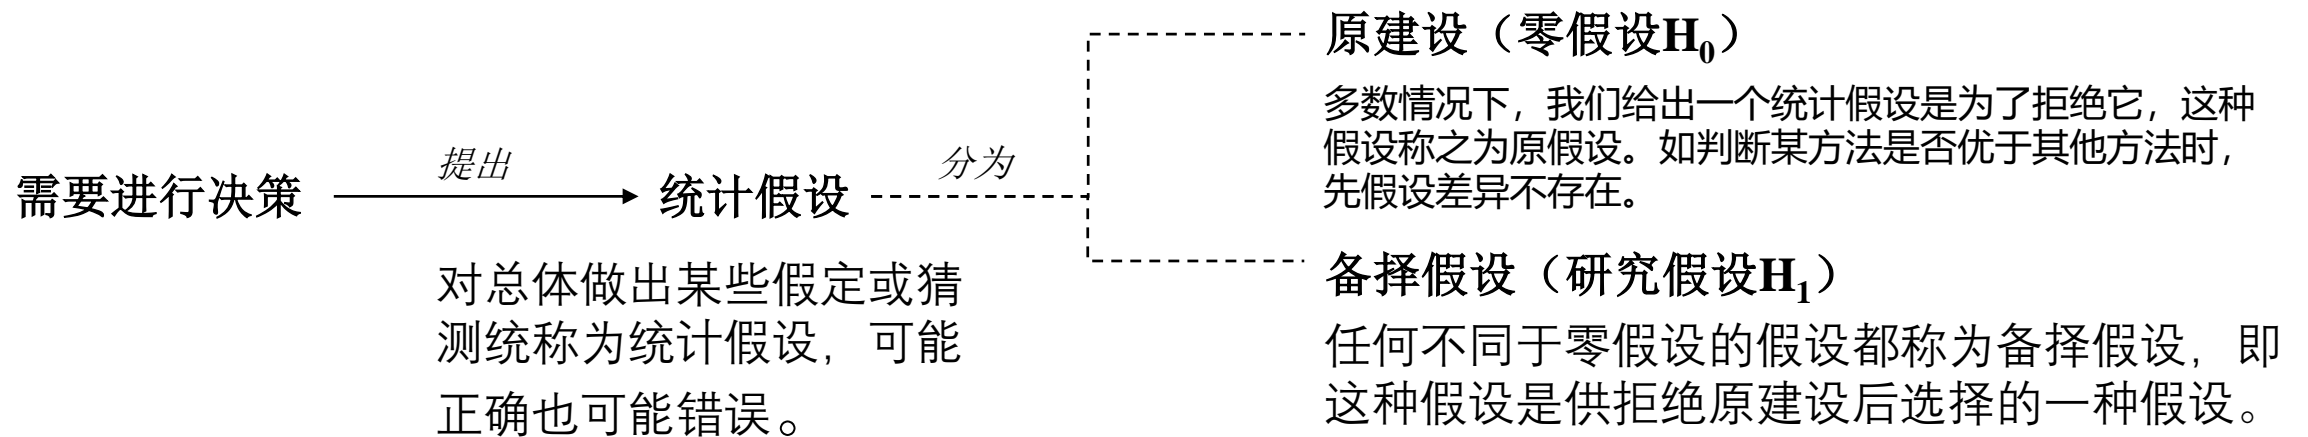 需要进行决策
提出
统计假设
对总体做出某些假定或猜
测统称为统计假设，可能
正确也可能错误。
分为
原建设（零假设H₀）
多数情况下，我们给出一个统计假设是为了拒绝它，这种
假设称之为原假设。如判断某方法是否优于其他方法时，
先假设差异不存在。
备择假设（研究假设H₁）
任何不同于零假设的假设都称为备择假设，即
这种假设是供拒绝原建设后选择的一种假设。